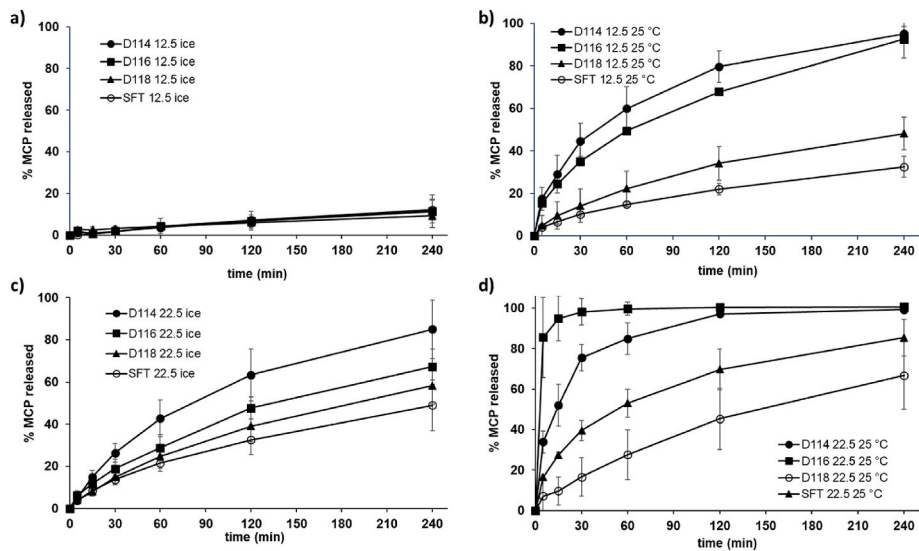 a)
100
80
60
40
20
0
% MCP released
D114 12.5 ice
D116 12.5 ice
D118 12.5 ice
SFT 12.5 ice
0 30 60 90 120 150 180 210 240
time (min)
b)
100
80
60
40
20
0
% MCP released
D114 12.5 25 °C
D116 12.5 25 °C
D118 12.5 25 °C
SFT 12.5 25 °C
0 30 60 90 120 150 180 210 240
time (min)
c)
100
80
60
40
20
0
% MCP released
D114 22.5 ice
D116 22.5 ice
D118 22.5 ice
SFT 22.5 ice
0 30 60 90 120 150 180 210 240
time (min)
d)
100
80
60
40
20
0
% MCP released
D114 22.5 25 °C
D116 22.5 25 °C
D118 22.5 25 °C
SFT 22.5 25 °C
0 30 60 90 120 150 180 210 240
time (min)